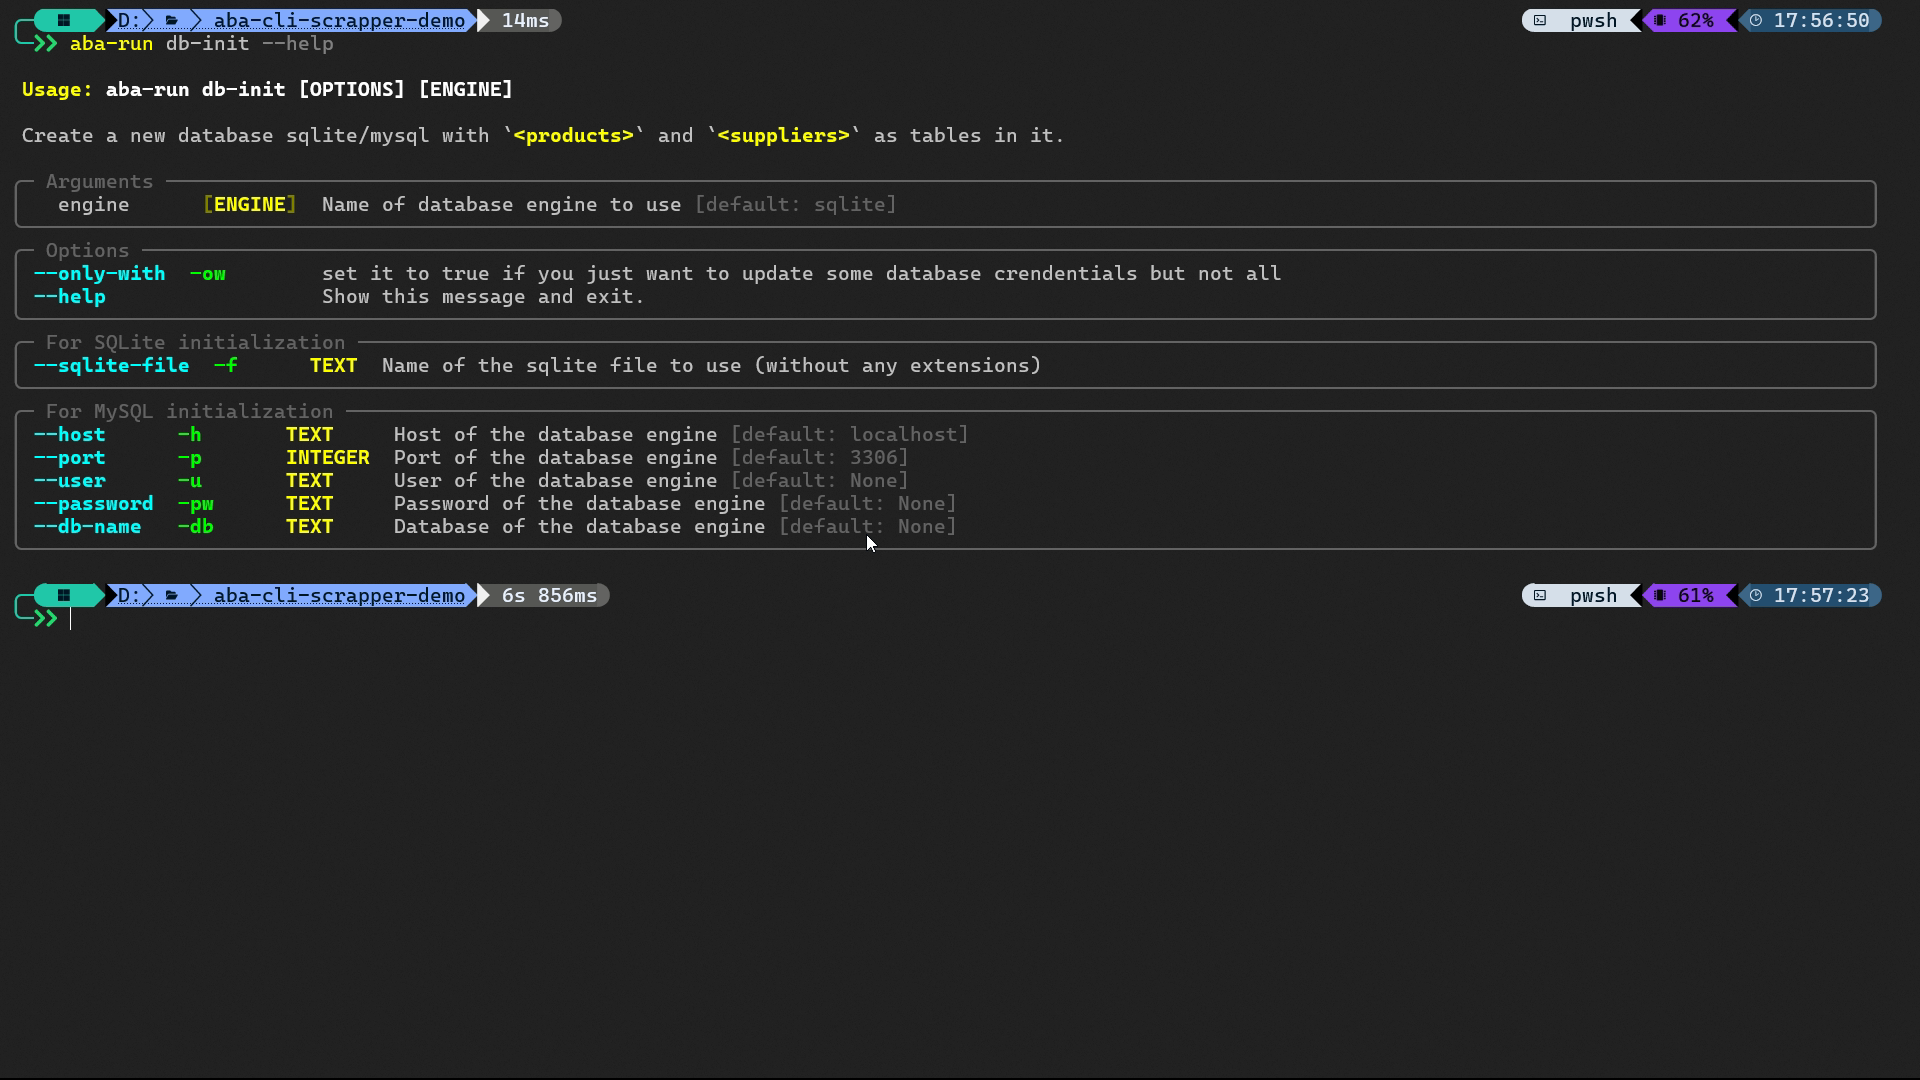 D: aba-cli-scrapper-demo 14ms pwsh 62% 17:56:50
aba-run db-init --help
Usage: aba-run db-init [OPTIONS] [ENGINE]
Create a new database sqlite/mysql with `<products>` and `<suppliers>` as tables in it.
Arguments
engine [ENGINE] Name of database engine to use [default: sqlite]
Options
--only-with -ow set it to true if you just want to update some database crendentials but not all
--help Show this message and exit.
For SQLite initialization
--sqlite-file -f TEXT Name of the sqlite file to use (without any extensions)
For MySQL initialization
--host -h TEXT Host of the database engine [default: localhost]
--port -p INTEGER Port of the database engine [default: 3306]
--user -u TEXT User of the database engine [default: None]
--password -pw TEXT Password of the database engine [default: None]
--db-name -db TEXT Database of the database engine [default: None]
D: aba-cli-scrapper-demo 6s 856ms pwsh 61% 17:57:23